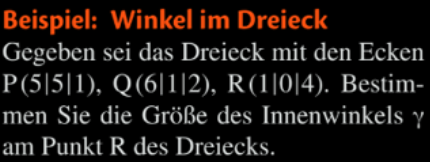 Beispiel: Winkel im Dreieck
Gegeben sei das Dreieck mit den Ecken
P(5|5|1), Q(6|1|2), R(1|0|4). Bestim-
men Sie die Größe des Innenwinkels γ
am Punkt R des Dreiecks.